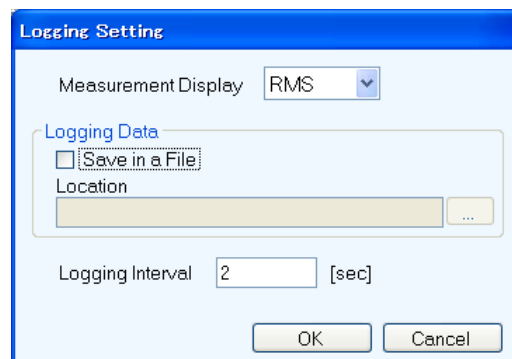 Logging Setting
Measurement Display RMS
Logging Data
Save in a File
Location
...
Logging Interval 2 [sec]
OK Cancel